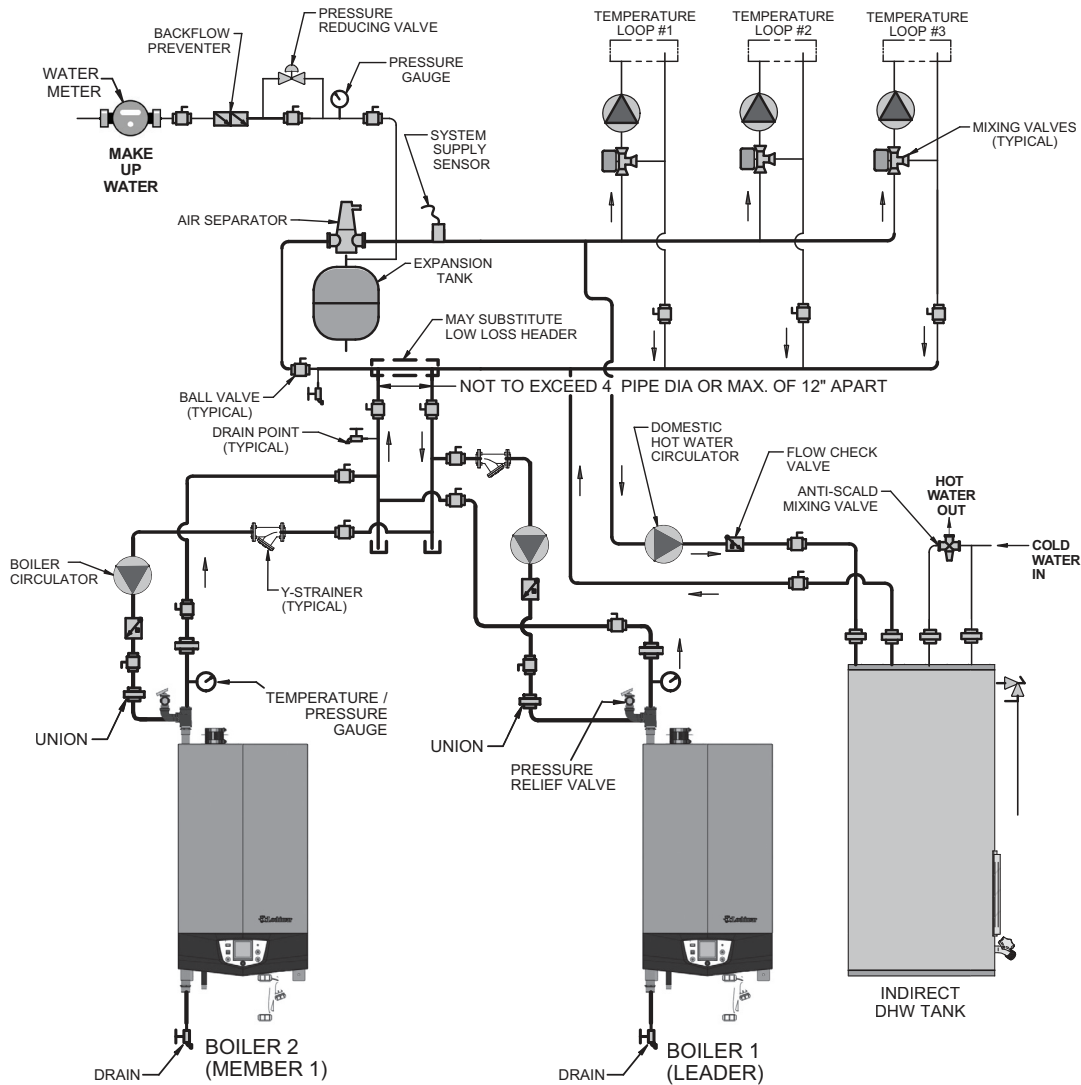 PRESSURE
REDUCING VALVE
BACKFLOW
PREVENTER
PRESSURE
GAUGE
WATER
METER
MAKE
UP
WATER
SYSTEM
SUPPLY
SENSOR
TEMPERATURE
LOOP #1
TEMPERATURE
LOOP #2
TEMPERATURE
LOOP #3
MIXING VALVES
(TYPICAL)
AIR SEPARATOR
EXPANSION
TANK
MAY SUBSTITUTE
LOW LOSS HEADER
NOT TO EXCEED 4 PIPE DIA OR MAX. OF 12" APART
BALL VALVE
(TYPICAL)
DRAIN POINT
(TYPICAL)
DOMESTIC
HOT WATER
CIRCULATOR
FLOW CHECK
VALVE
ANTI-SCALD
MIXING VALVE
HOT
WATER
OUT
COLD
WATER
IN
BOILER
CIRCULATOR
Y-STRAINER
(TYPICAL)
TEMPERATURE /
PRESSURE
GAUGE
UNION
UNION
PRESSURE
RELIEF VALVE
INDIRECT
DHW TANK
BOILER 2
(MEMBER 1)
DRAIN
BOILER 1
(LEADER)
DRAIN